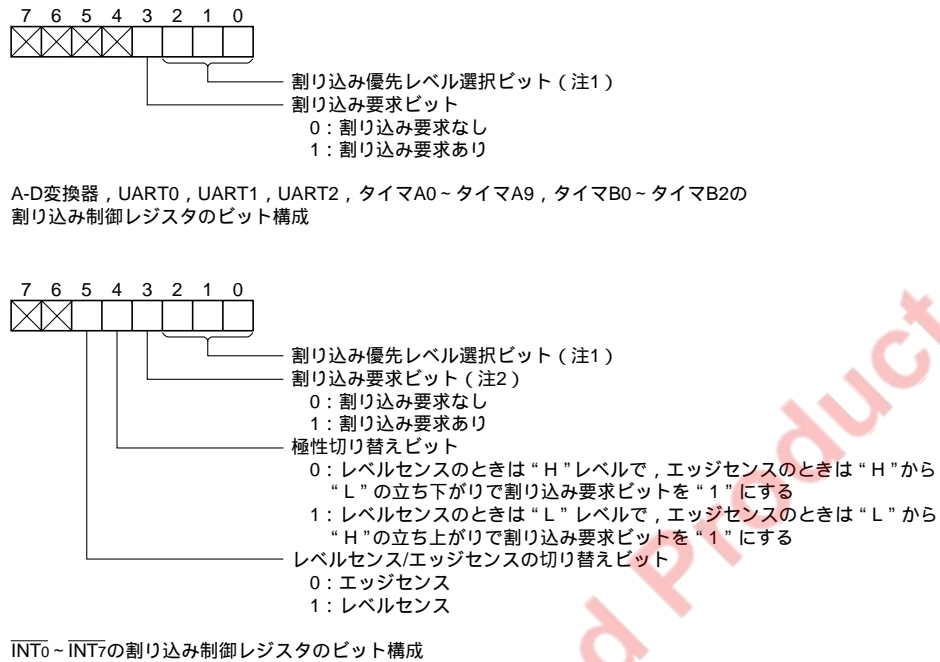 7 6 5 4 3 2 1 0
割り込み優先レベル選択ビット（注1）
割り込み要求ビット
0：割り込み要求なし
1：割り込み要求あり
A-D変換器，UART0，UART1，UART2，タイマA0～タイマA9，タイマB0～タイマB2の
割り込み制御レジスタのビット構成
7 6 5 4 3 2 1 0
割り込み優先レベル選択ビット（注1）
割り込み要求ビット（注2）
0：割り込み要求なし
1：割り込み要求あり
極性切り替えビット
0：レベルセンスのときは“H”レベルで，エッジセンスのときは“H”から
“L”の立ち下がりで割り込み要求ビットを“1”にする
1：レベルセンスのときは“L”レベルで，エッジセンスのときは“L”から
“H”の立ち上がりで割り込み要求ビットを“1”にする
レベルセンス/エッジセンスの切り替えビット
0：エッジセンス
1：レベルセンス
INT0～INT7の割り込み制御レジスタのビット構成
d Product